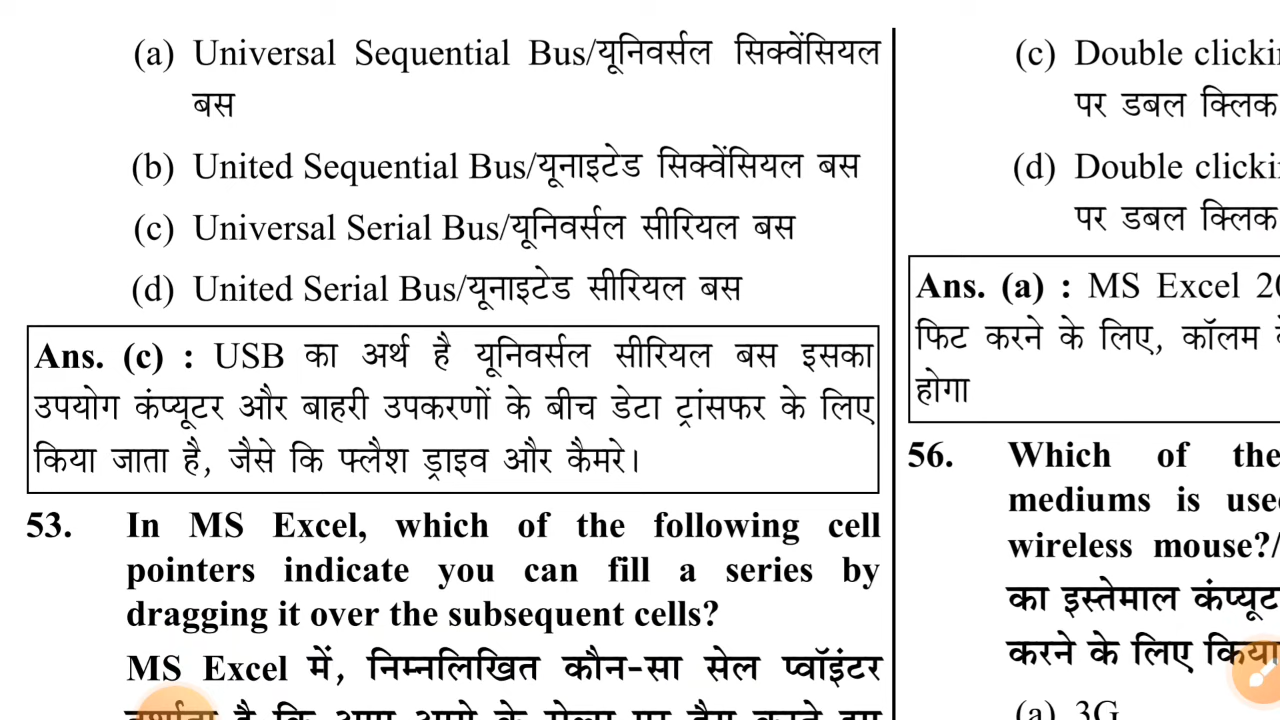 (a) Universal Sequential Bus/यूनिवर्सल सिक्वेंसियल
बस
(b) United Sequential Bus/यूनाइटेड सिक्वेंसियल बस
(c) Universal Serial Bus/यूनिवर्सल सीरियल बस
(d) United Serial Bus/यूनाइटेड सीरियल बस
Ans. (c) : USB का अर्थ है यूनिवर्सल सीरियल बस इसका
उपयोग कंप्यूटर और बाहरी उपकरणों के बीच डेटा ट्रांसफर के लिए
किया जाता है, जैसे कि फ्लैश ड्राइव और कैमरे।
53. In MS Excel, which of the following cell
pointers indicate you can fill a series by
dragging it over the subsequent cells?
MS Excel में, निम्नलिखित कौन-सा सेल प्वॉइंटर
है कि आप आगे के
(c) Double
पर डबल क्लिक
(d) Double
पर डबल क्लिक
Ans. (a) : MS Excel
फिट करने के लिए, कॉलम
होगा
56. Which of the
mediums is
wireless mouse?/
का इस्तेमाल
करने के लिए किया
(a) 3G